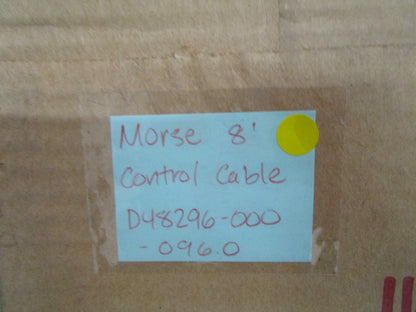 Morse 8'
Control Cable
D48296-000
-096.0